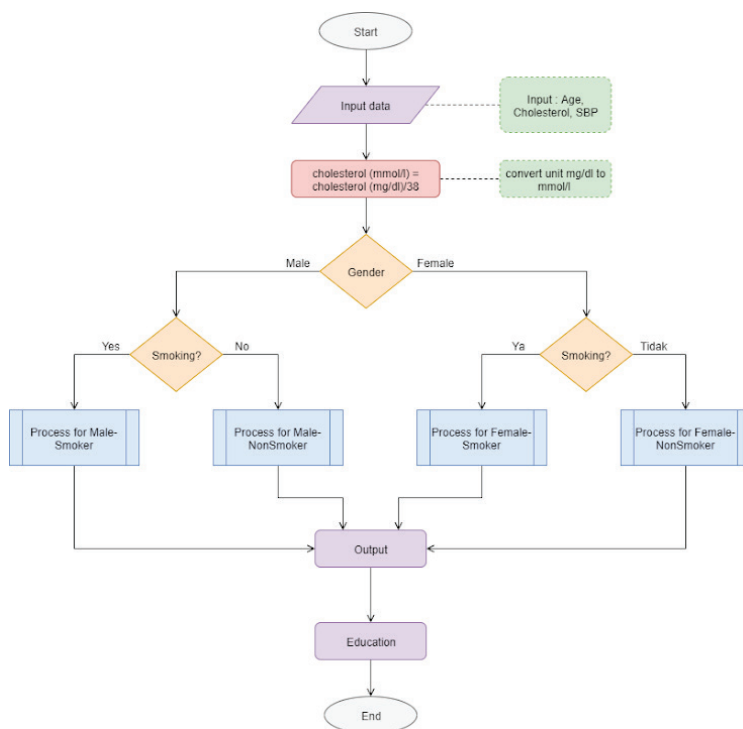 Start
Input data
Input : Age,
Cholesterol, SBP
cholesterol (mmol/l) =
cholesterol (mg/dl)/38
convert unit mg/dl to
mmol/l
Male
Gender
Female
Yes
Smoking?
No
Ya
Smoking?
Tidak
Process for Male-
Smoker
Process for Male-
NonSmoker
Process for Female-
Smoker
Process for Female-
NonSmoker
Output
Education
End